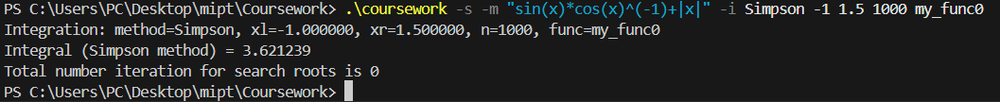 PS C:\Users\PC\Desktop\mipt\Coursework> .\coursework -s -m "sin(x)*cos(x)^(-1)+|x|" -i Simpson -1 1.5 1000 my_func0
Integration: method=Simpson, xl=-1.000000, xr=1.500000, n=1000, func=my_func0
Integral (Simpson method) = 3.621239
Total number iteration for search roots is 0
PS C:\Users\PC\Desktop\mipt\Coursework>